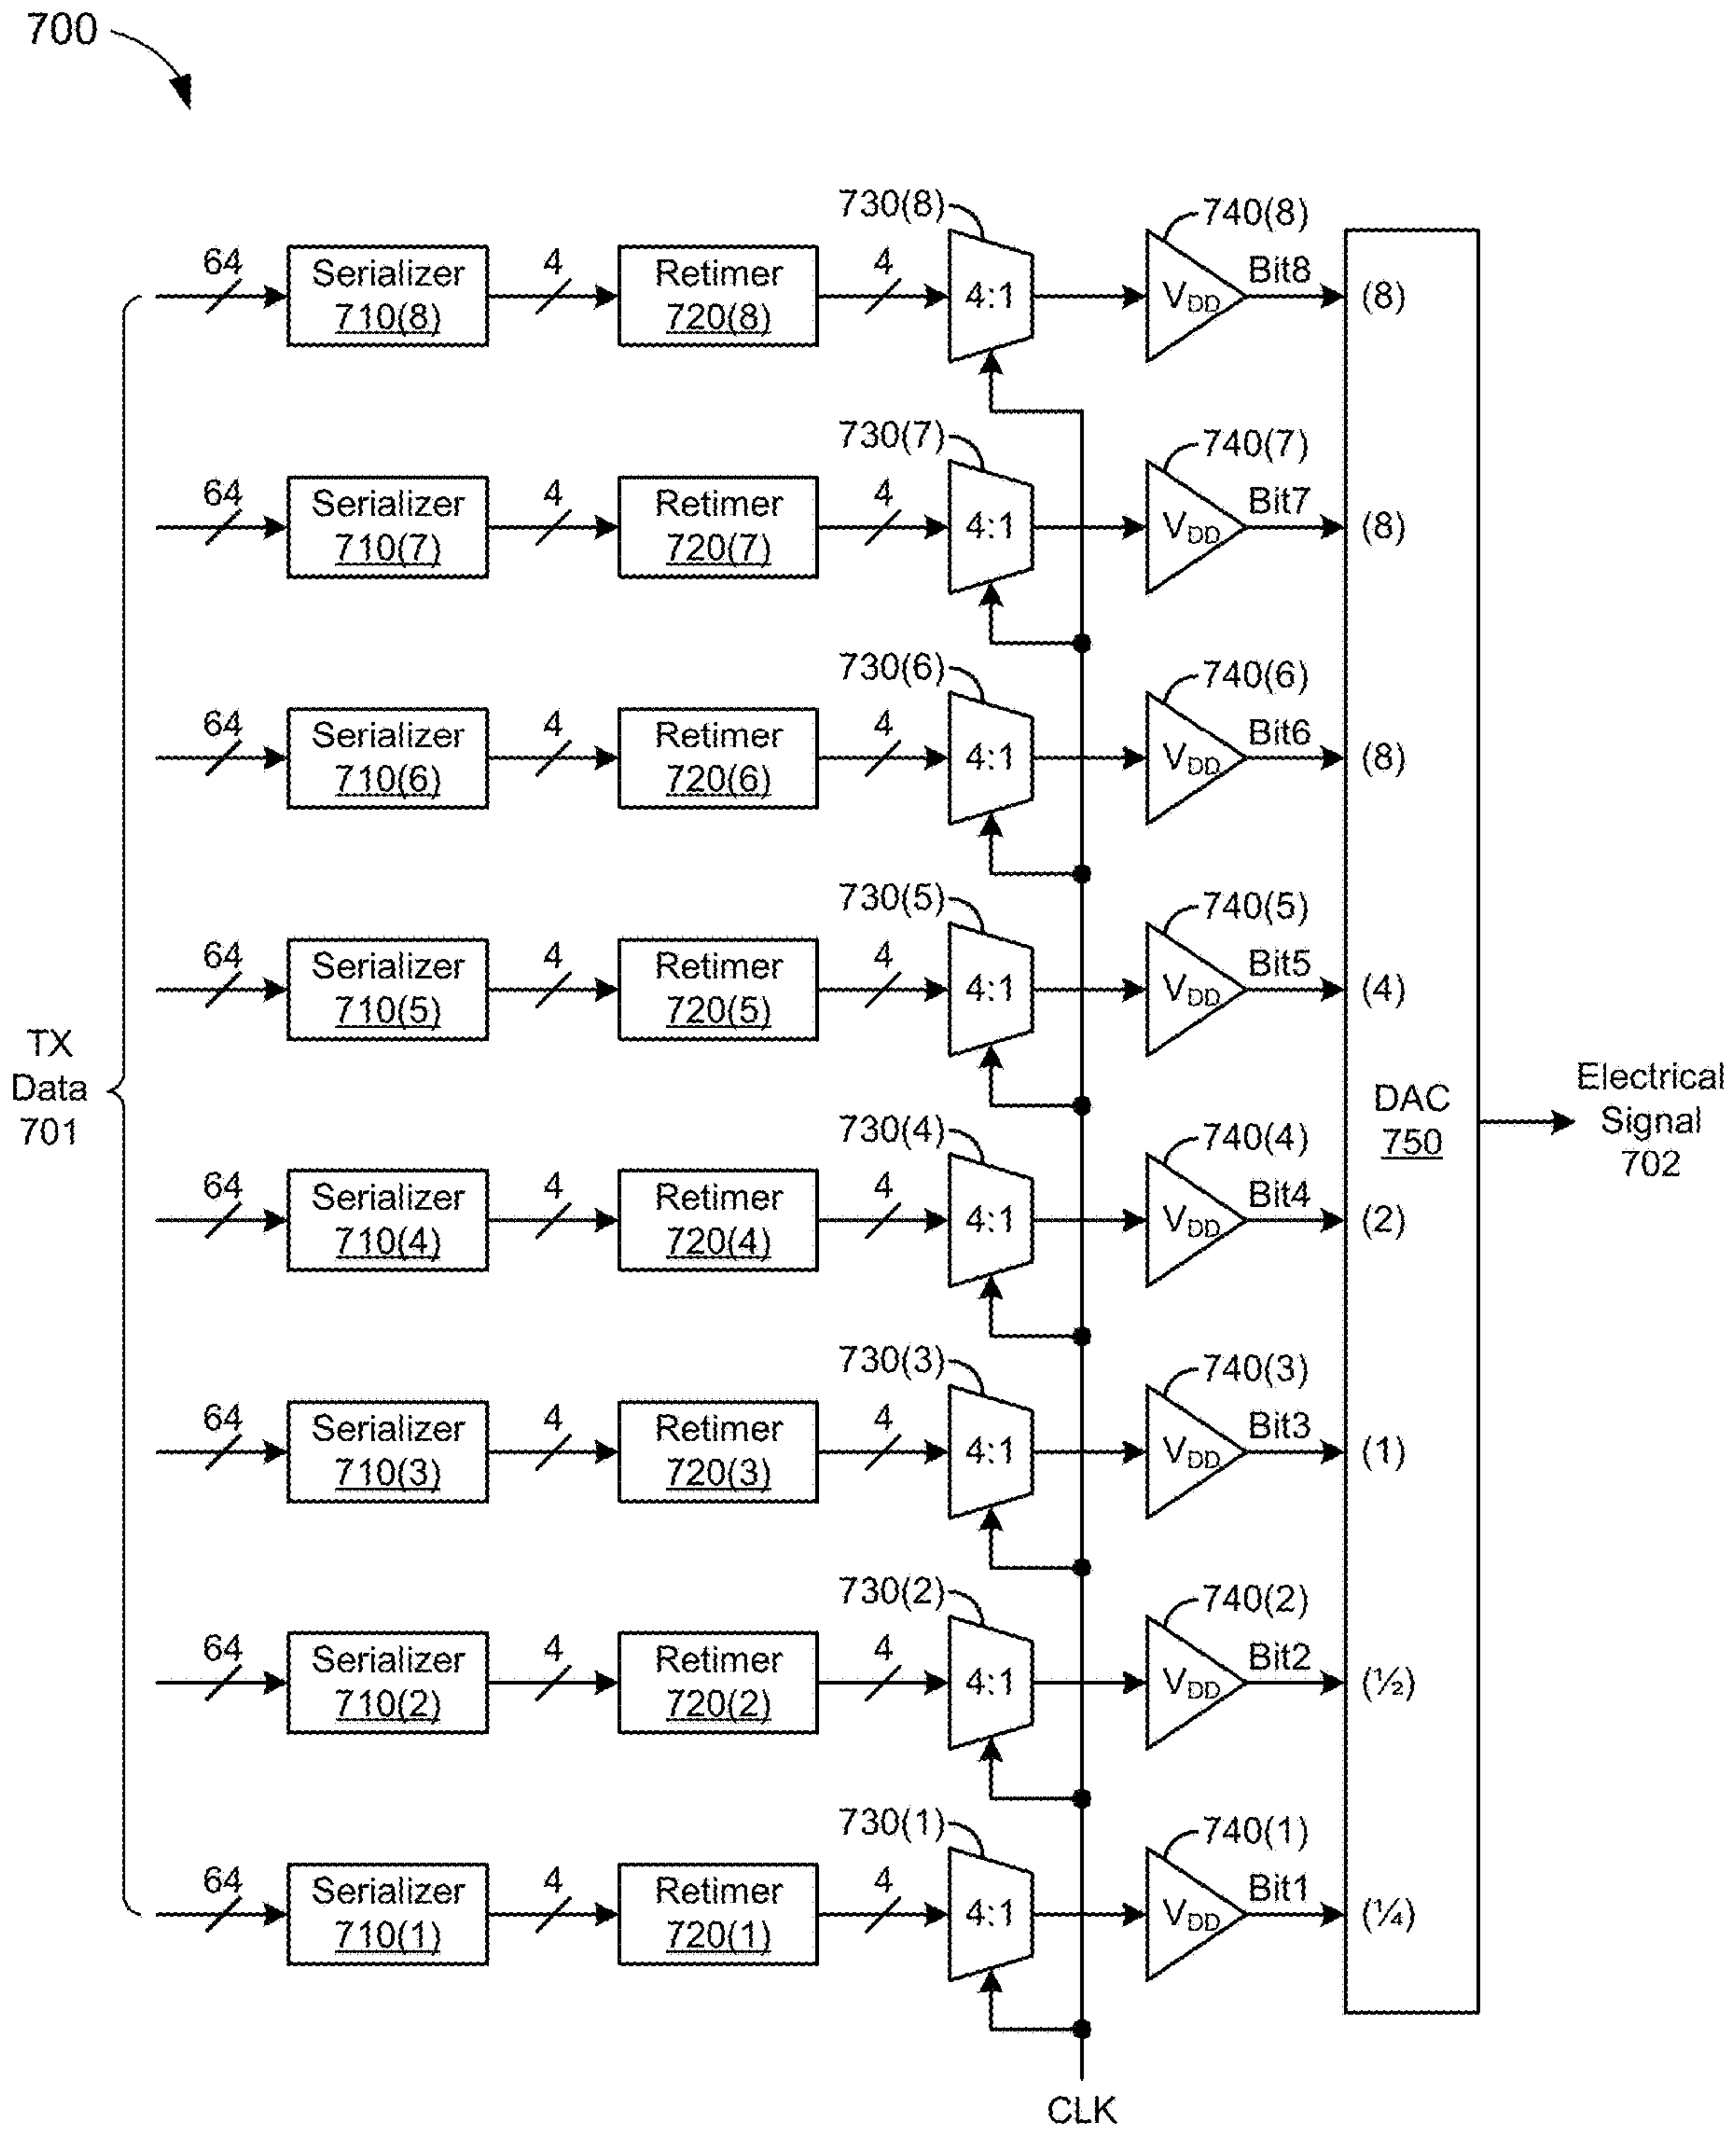 700
730(8)
740(8)
64
Serializer
710(8)
4
Retimer
720(8)
4
4:1
VDD
Bit8
(8)
730(7)
740(7)
64
Serializer
710(7)
4
Retimer
720(7)
4
4:1
VDD
Bit7
(8)
730(6)
740(6)
64
Serializer
710(6)
4
Retimer
720(6)
4
4:1
VDD
Bit6
(8)
730(5)
740(5)
64
Serializer
710(5)
4
Retimer
720(5)
4
4:1
VDD
Bit5
(4)
TX
Data
701
DAC
750
Electrical
Signal
702
730(4)
740(4)
64
Serializer
710(4)
4
Retimer
720(4)
4
4:1
VDD
Bit4
(2)
730(3)
740(3)
64
Serializer
710(3)
4
Retimer
720(3)
4
4:1
VDD
Bit3
(1)
730(2)
740(2)
64
Serializer
710(2)
4
Retimer
720(2)
4
4:1
VDD
Bit2
(½)
730(1)
740(1)
64
Serializer
710(1)
4
Retimer
720(1)
4
4:1
VDD
Bit1
(¼)
CLK